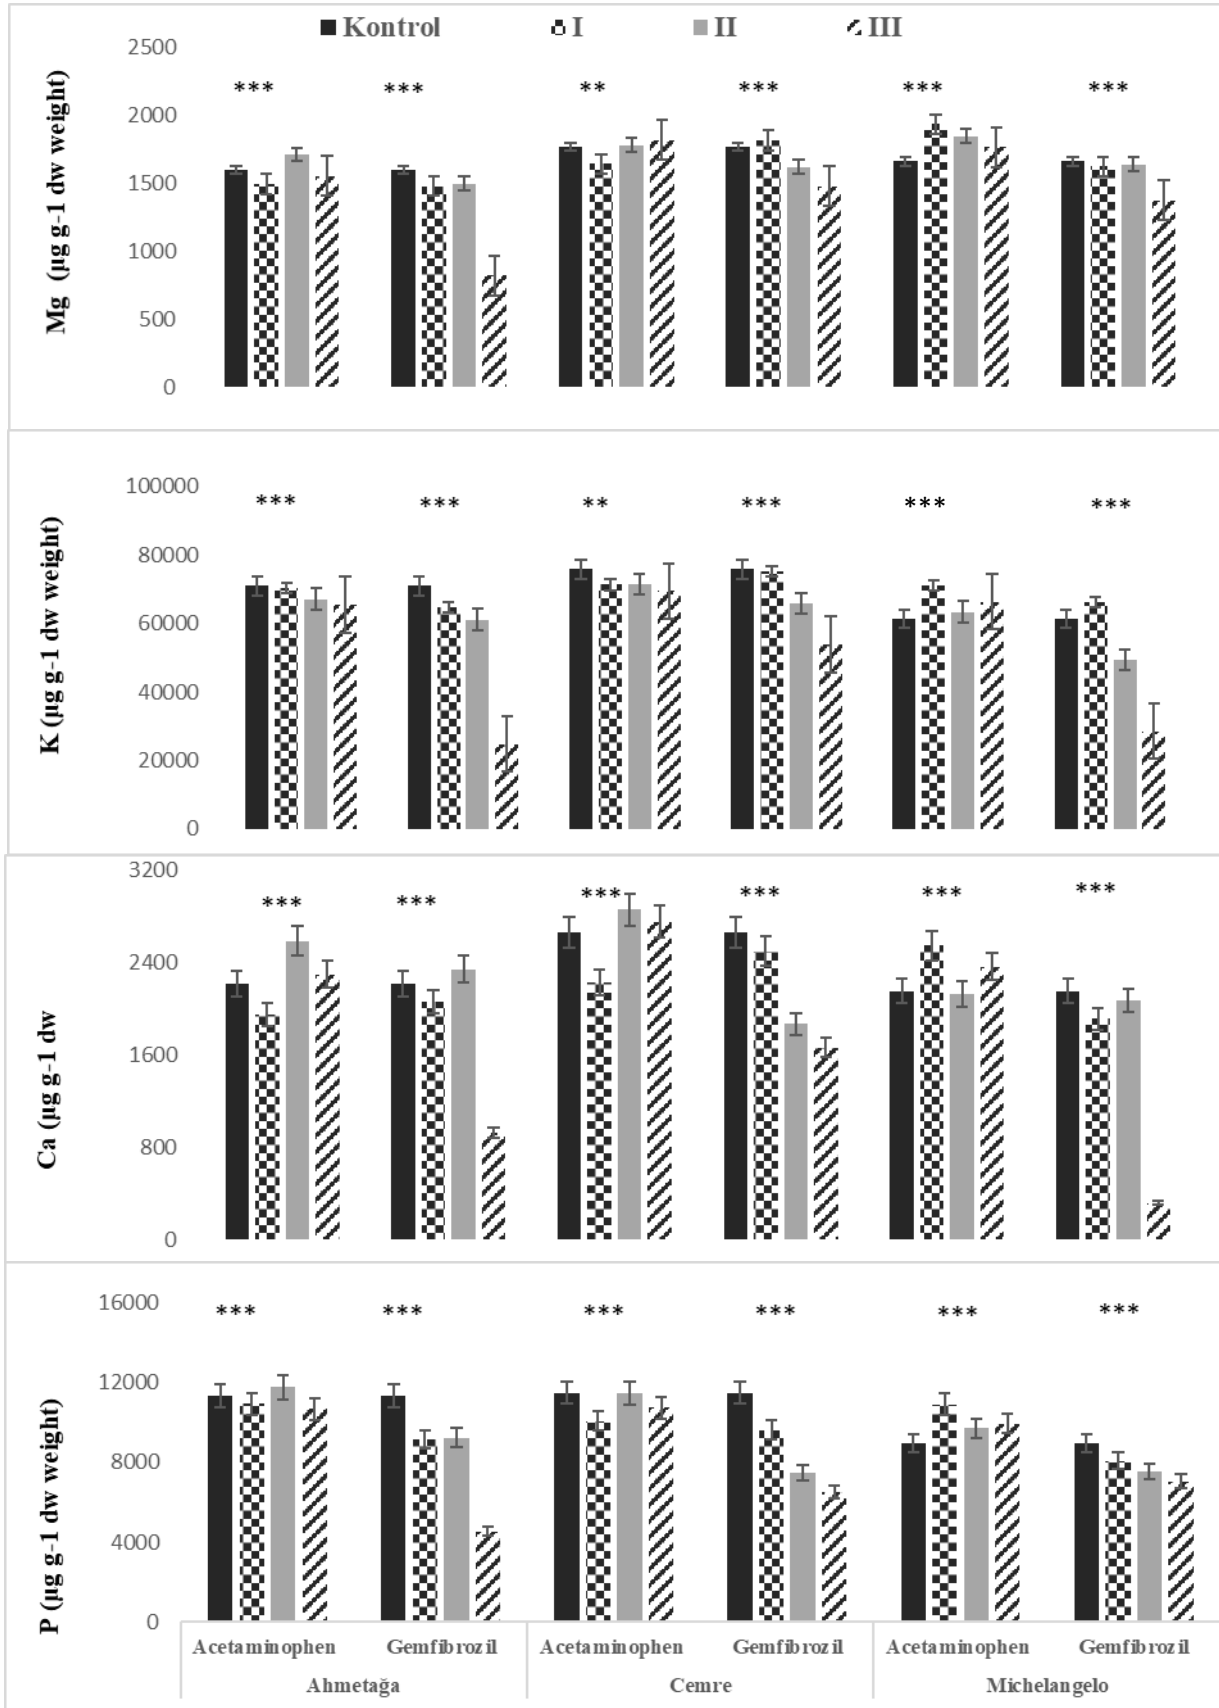 Kontrol I II III
Mg (µg g-1 dw weight)
2500
2000
1500
1000
500
0
*** *** ** *** *** ***
K (µg g-1 dw weight)
100000
80000
60000
40000
20000
0
*** *** ** *** *** ***
Ca (µg g-1 dw
3200
2400
1600
800
0
*** *** *** *** *** ***
P (µg g-1 dw weight)
16000
12000
8000
4000
0
*** *** *** *** *** ***
Acetaminophen Gemfibrozil Acetaminophen Gemfibrozil Acetaminophen Gemfibrozil
Ahmetağa Cemre Michelangelo